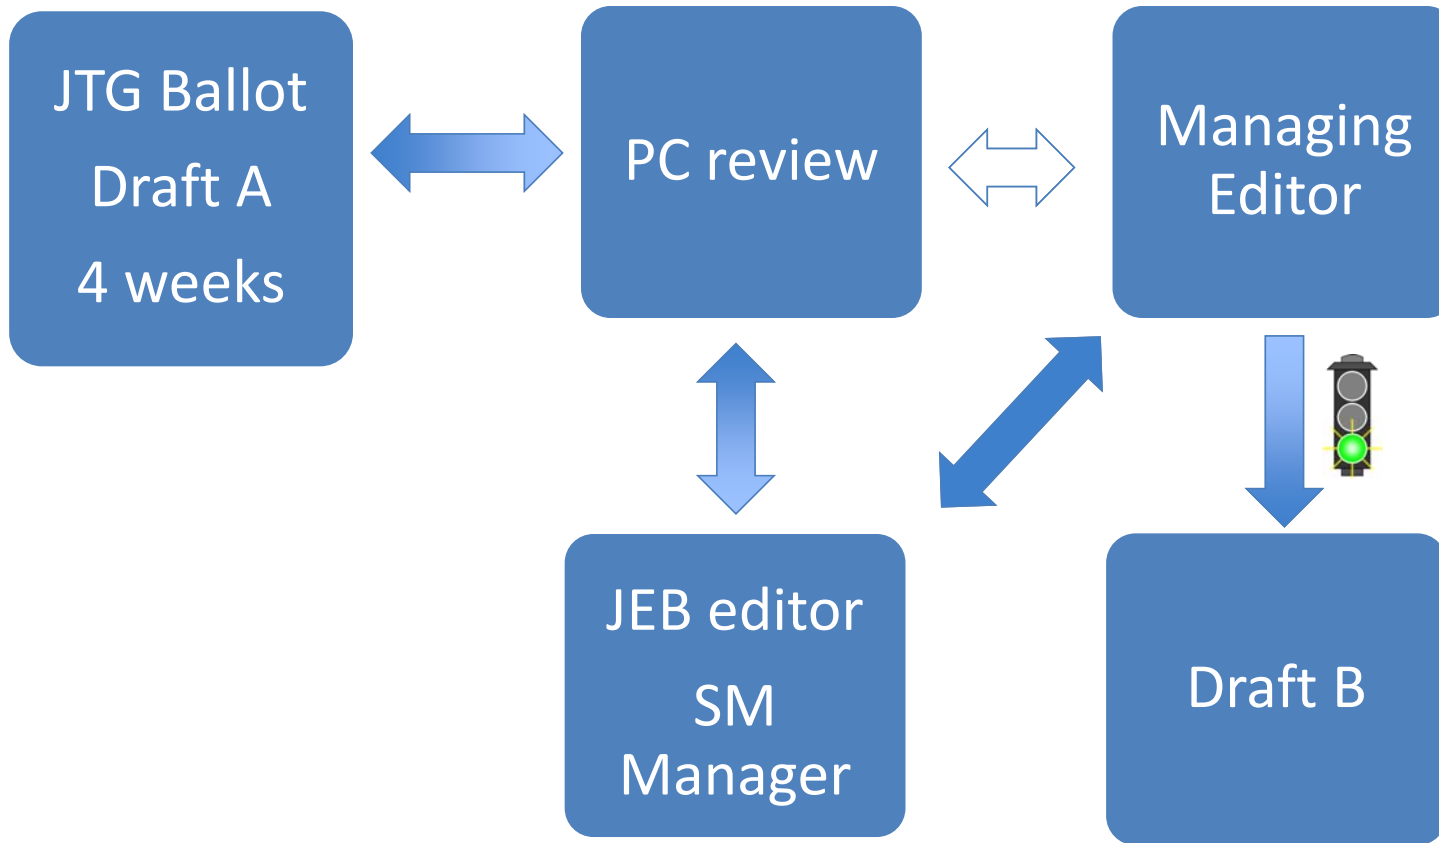 JTG Ballot
Draft A
4 weeks
PC review
Managing
Editor
JEB editor
SM
Manager
Draft B